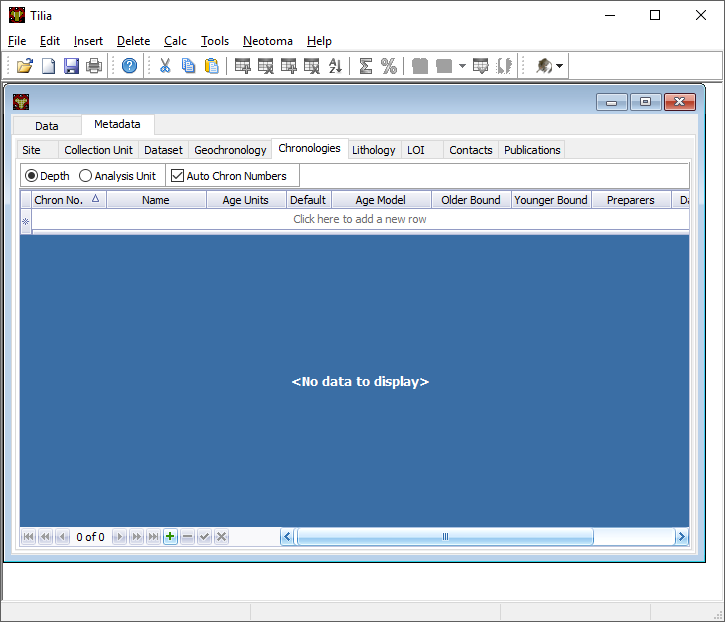 Tilia
File Edit Insert Delete Calc Tools Neotoma Help
Data Metadata
Site Collection Unit Dataset Geochronology Chronologies Lithology LOI Contacts Publications
Depth Analysis Unit Auto Chron Numbers
Chron No. Name Age Units Default Age Model Older Bound Younger Bound Preparers
Click here to add a new row
<No data to display>
0 of 0